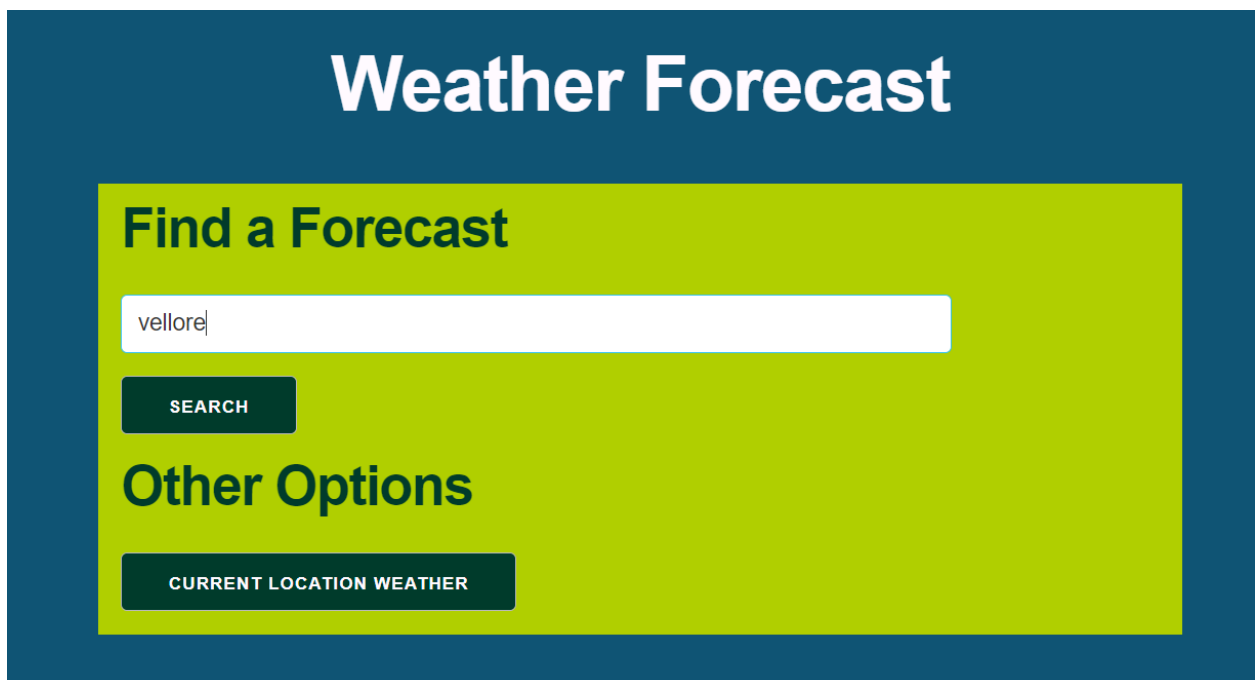 Weather Forecast
Find a Forecast
vellore
SEARCH
Other Options
CURRENT LOCATION WEATHER